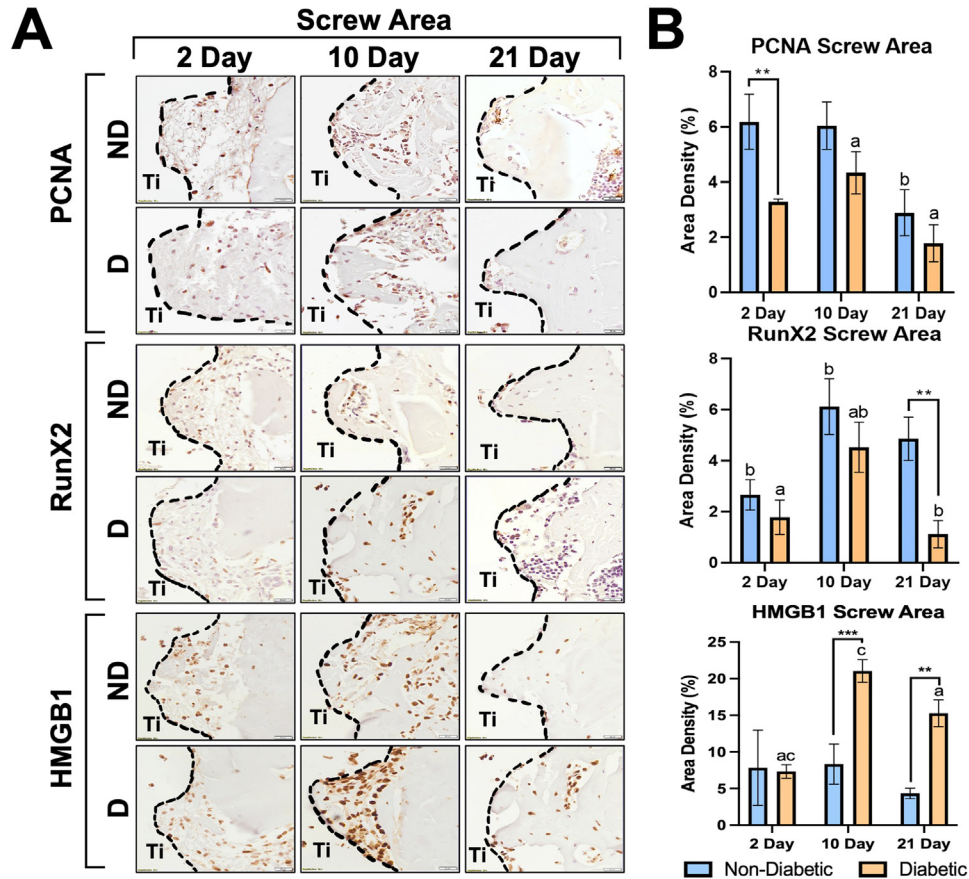 A
Screw Area
2 Day 10 Day 21 Day
PCNA
ND
Ti Ti Ti
D
Ti Ti Ti
RunX2
ND
Ti Ti Ti
D
Ti Ti Ti
HMGB1
ND
Ti Ti Ti
D
Ti Ti Ti
B
PCNA Screw Area
Area Density (%)
8
6
4
2
0
**
a
b
a
2 Day 10 Day 21 Day
RunX2 Screw Area
Area Density (%)
8
6
4
2
0
b
a
b
ab
**
b
2 Day 10 Day 21 Day
HMGB1 Screw Area
Area Density (%)
25
20
15
10
5
0
ac
***
c
**
a
2 Day 10 Day 21 Day
Non-Diabetic Diabetic